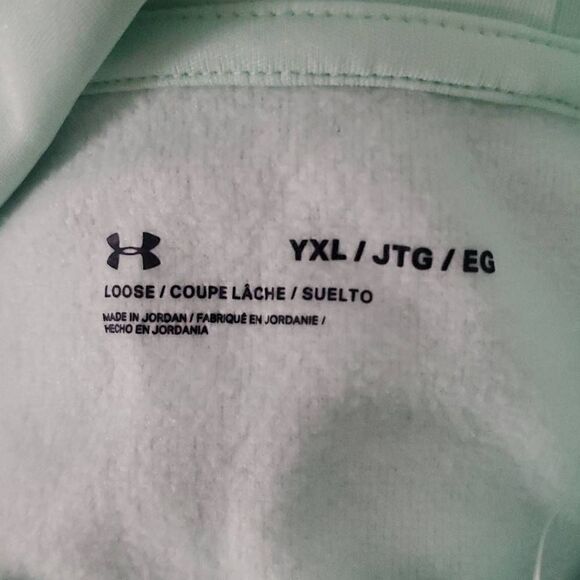 YXL / JTG / EG
LOOSE / COUPE LÂCHE / SUELTO
MADE IN JORDAN / FABRIQUÉ EN JORDANIE /
HECHO EN JORDANIA